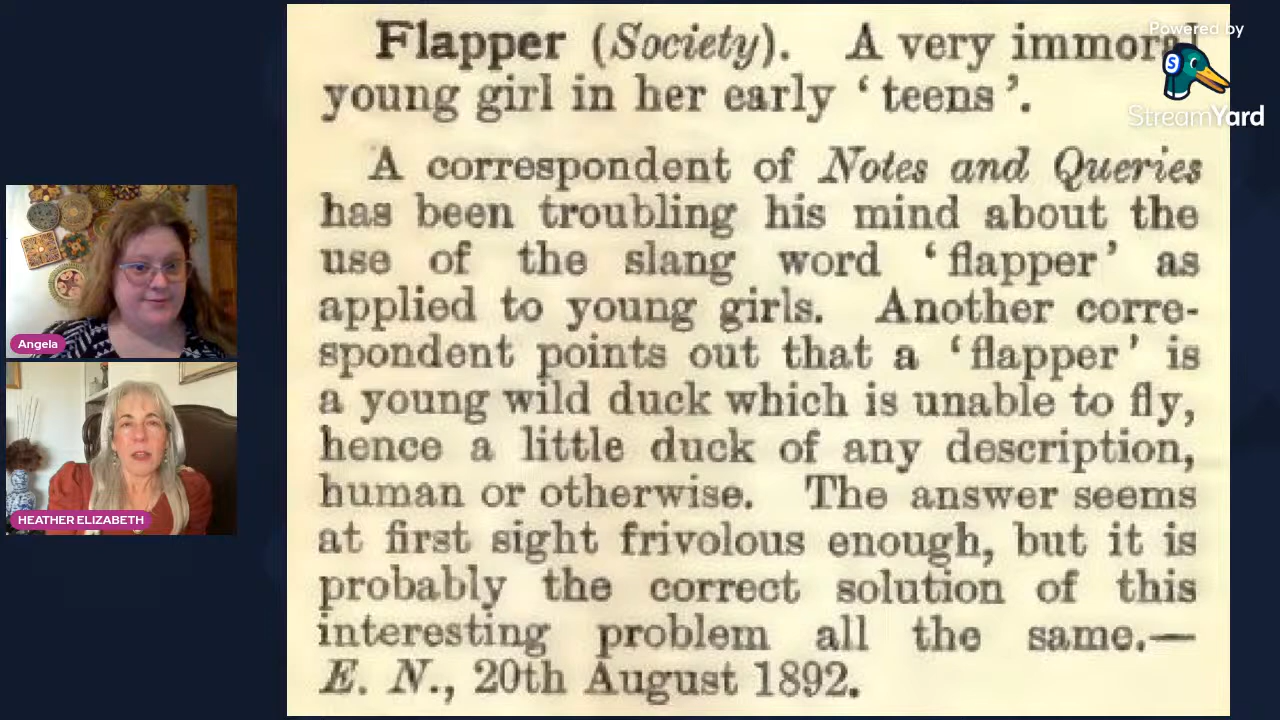 Flapper (Society). A very immoral
young girl in her early ‘teens’.
A correspondent of Notes and Queries
has been troubling his mind about the
use of the slang word ‘flapper’ as
applied to young girls. Another corre-
spondent points out that a ‘flapper’ is
a young wild duck which is unable to fly,
hence a little duck of any description,
human or otherwise. The answer seems
at first sight frivolous enough, but it is
probably the correct solution of this
interesting problem all the same.—
E. N., 20th August 1892.
Powered by
S
StreamYard
Angela
HEATHER ELIZABETH